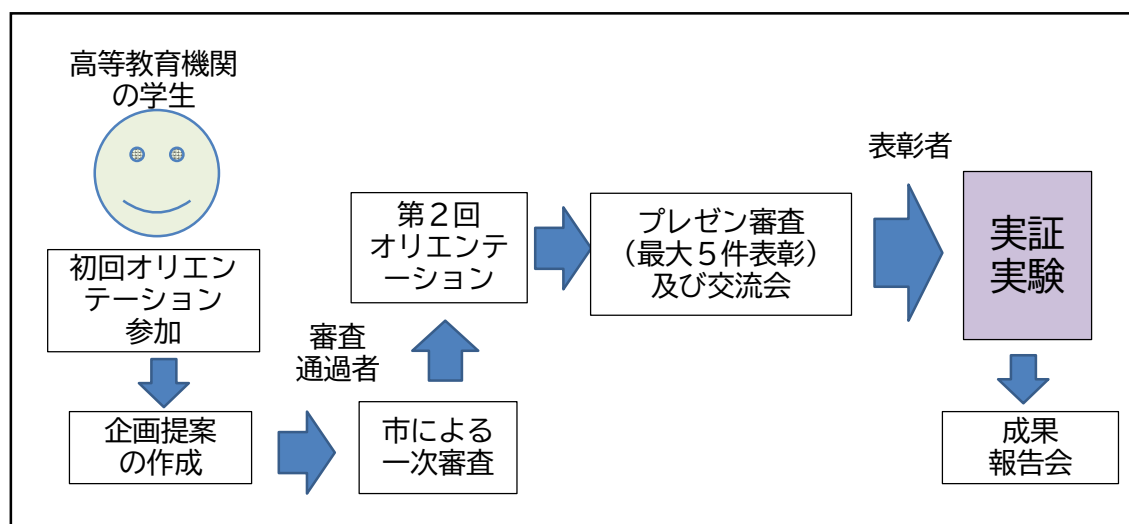 高等教育機関
の学生
初回オリエン
テーション
参加
企画提案
の作成
市による
一次審査
審査
通過者
第２回
オリエンテ
ーション
プレゼン審査
（最大５件表彰）
及び交流会
表彰者
実証
実験
成果
報告会